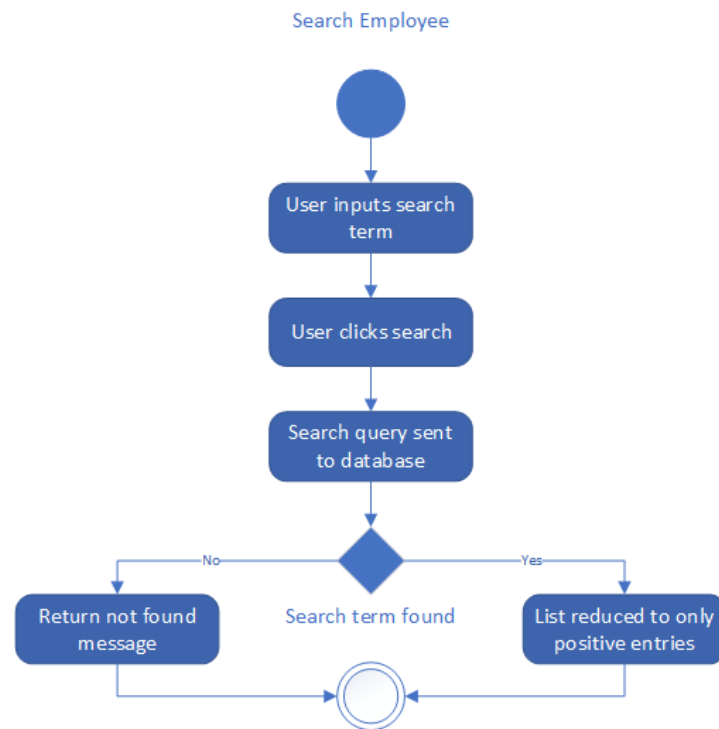 Search Employee
User inputs search
term
User clicks search
Search query sent
to database
No
Yes
Return not found
message
Search term found
List reduced to only
positive entries